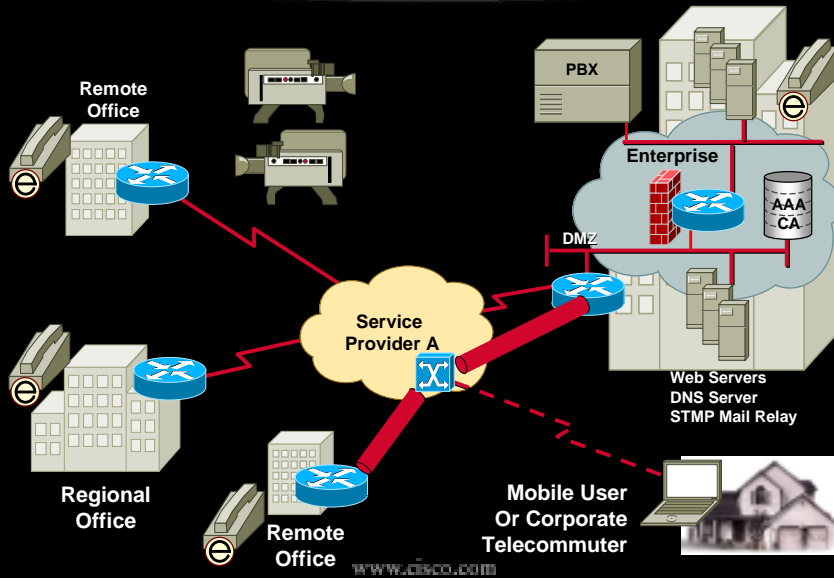 Remote
Office
PBX
e
e
Enterprise
AAA
CA
DMZ
Service
Provider A
e
Web Servers
DNS Server
STMP Mail Relay
Regional
Office
e
Remote
Office
Mobile User
Or Corporate
Telecommuter
www.cisco.com